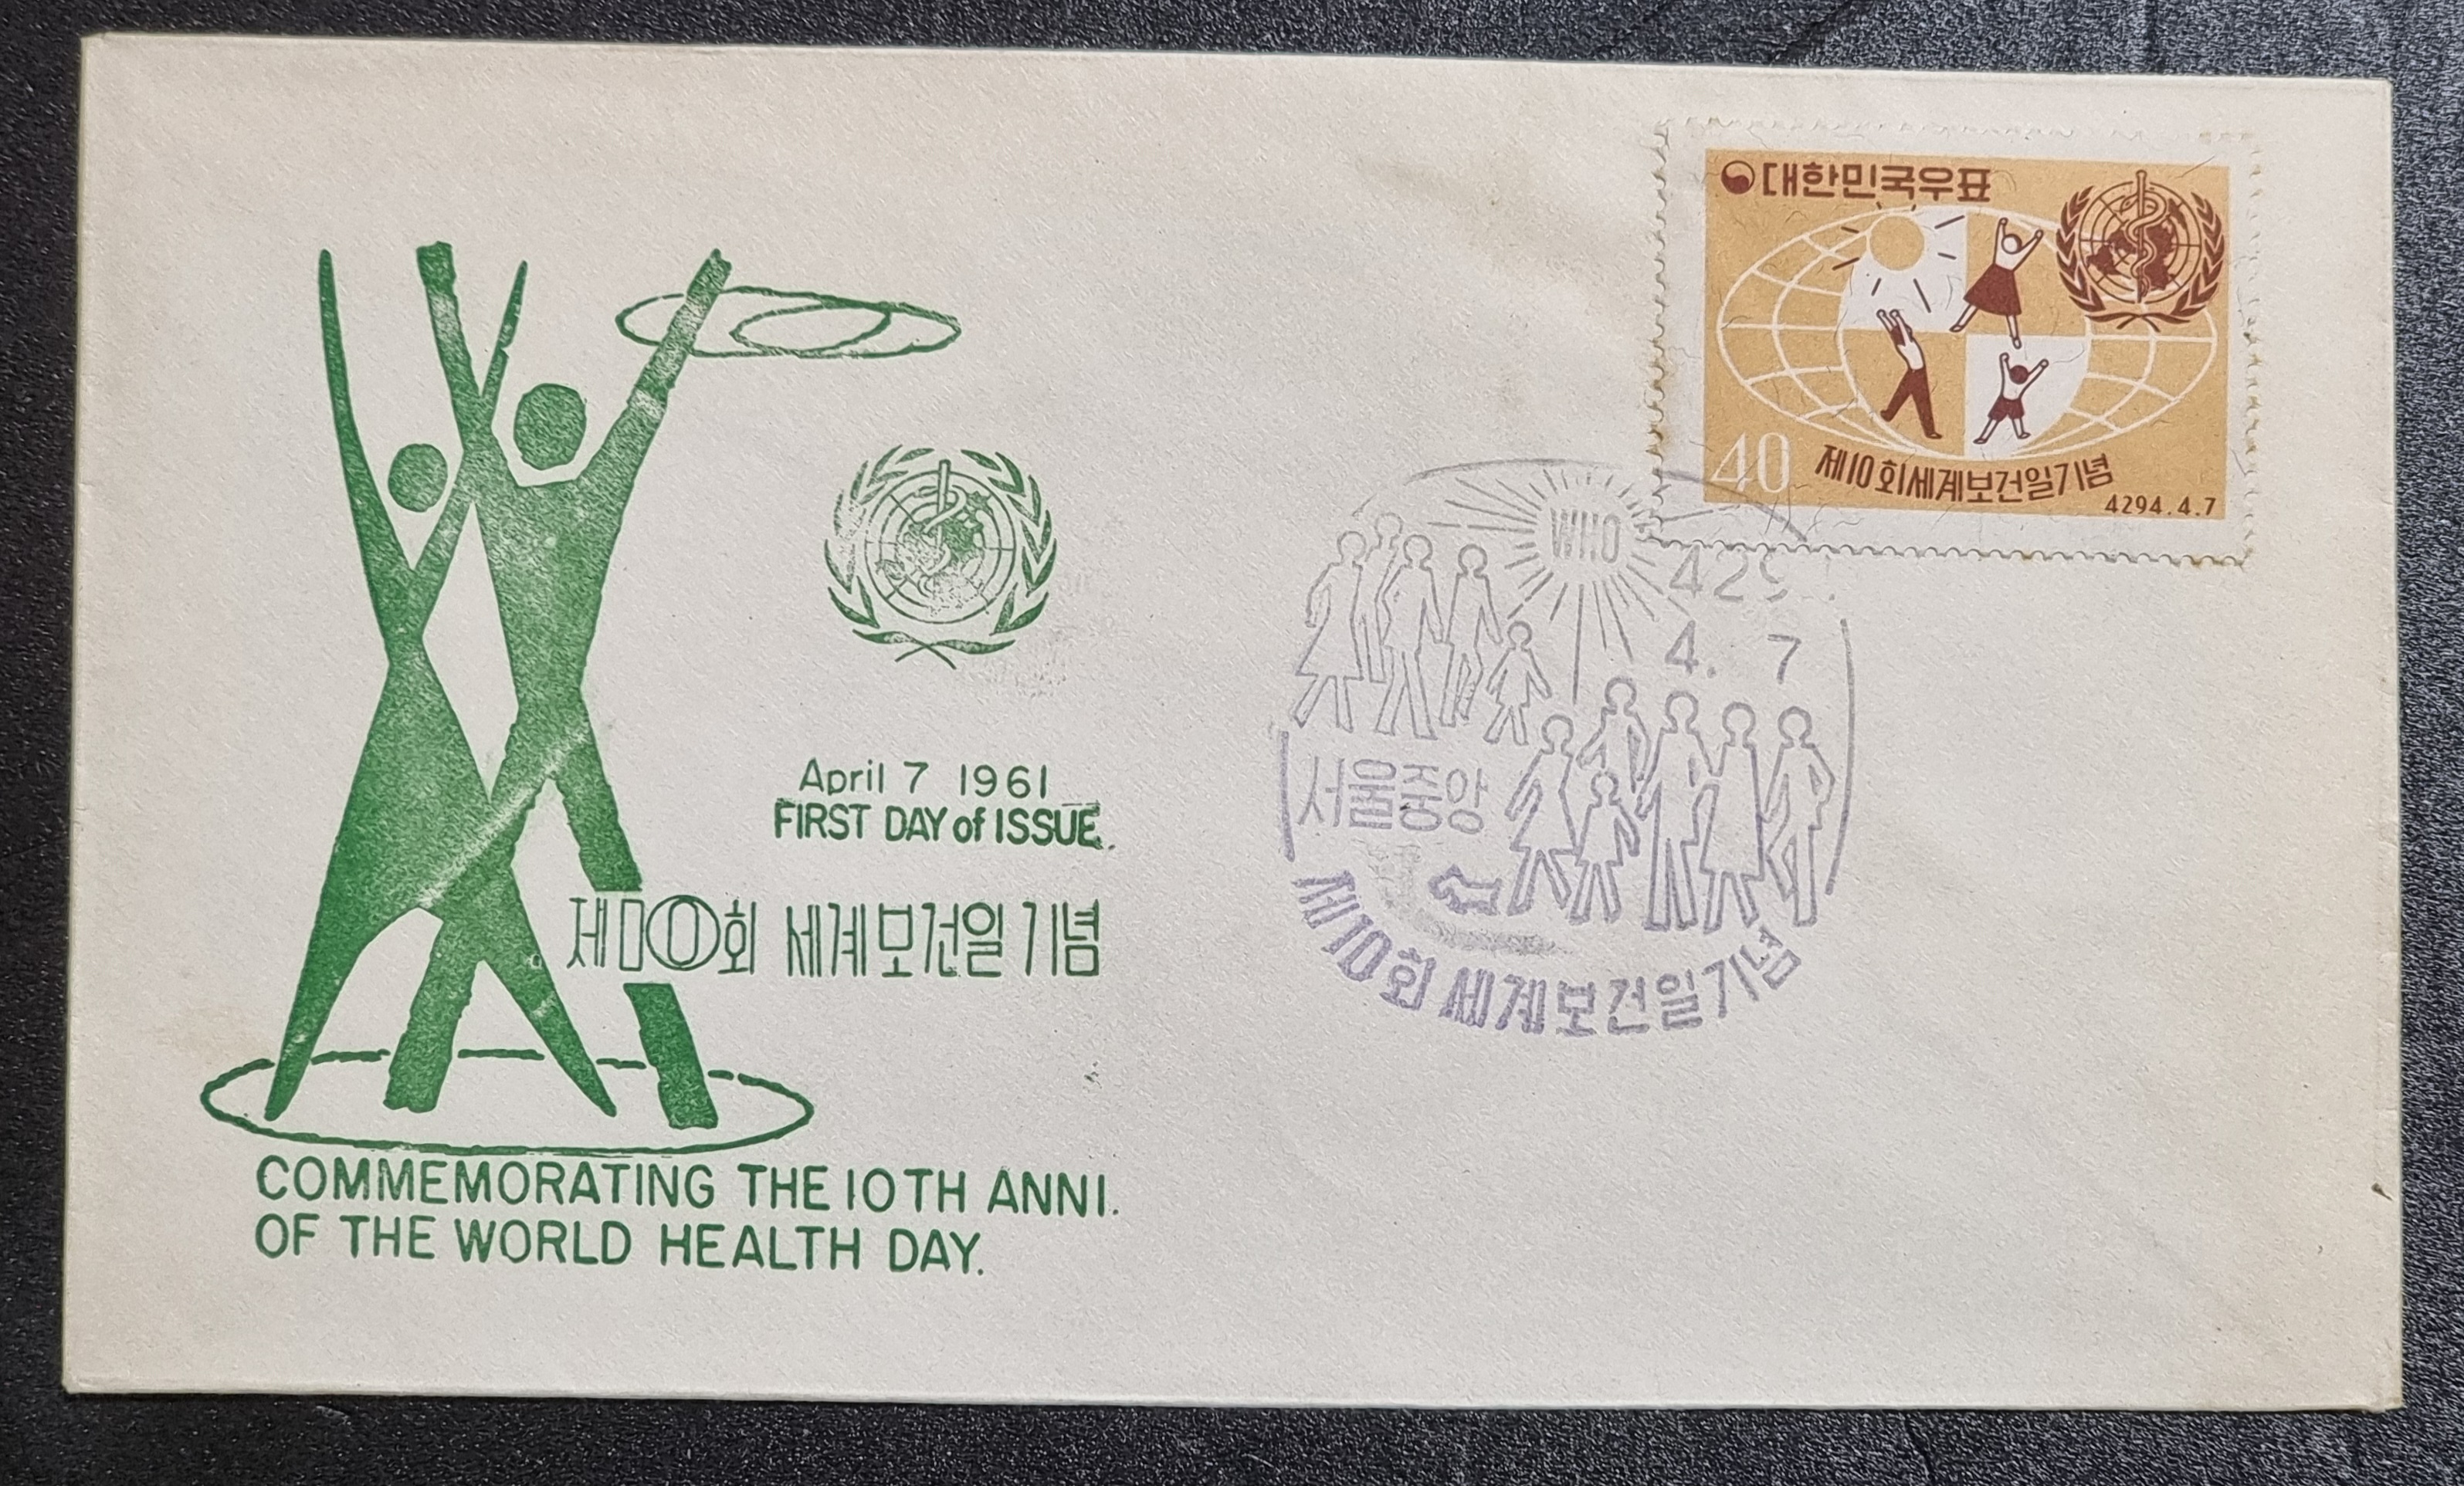 April 7 1961
FIRST DAY of ISSUE.
제10회 세계보건일 기념
COMMEMORATING THE 10TH ANNI.
OF THE WORLD HEALTH DAY.
대한민국우표
40
제10회세계보건일기념
4294.4.7
WHO
429
4. 7
서울중앙
제10회 세계보건일기념